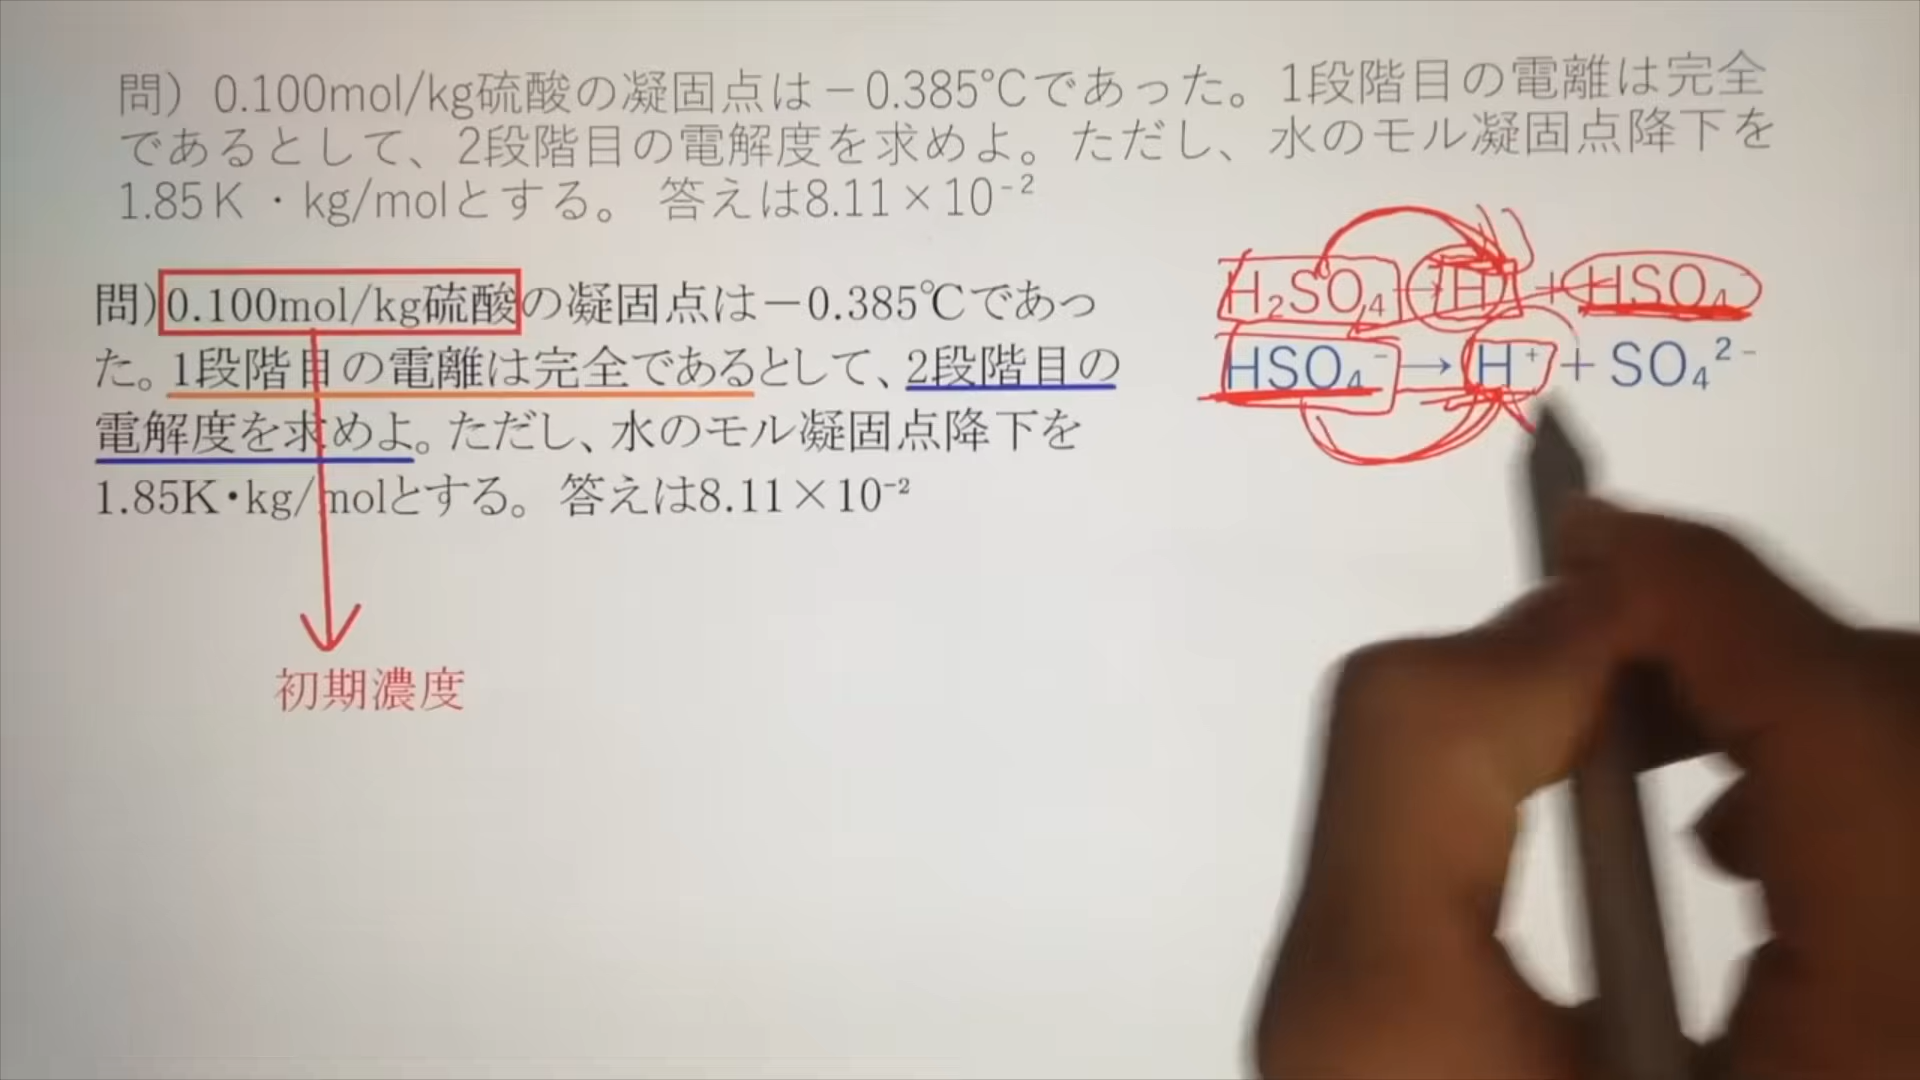 問）0.100mol/kg硫酸の凝固点は－0.385℃であった。1段階目の電離は完全
であるとして、2段階目の電解度を求めよ。ただし、水のモル凝固点降下を
1.85K・kg/molとする。 答えは8.11×10⁻²
問)0.100mol/kg硫酸の凝固点は－0.385℃であっ
た。1段階目の電離は完全であるとして、2段階目の
電解度を求めよ。ただし、水のモル凝固点降下を
1.85K・kg/molとする。答えは8.11×10⁻²
H₂SO₄→H⁺+HSO₄⁻
HSO₄⁻→H⁺+SO₄²⁻
初期濃度